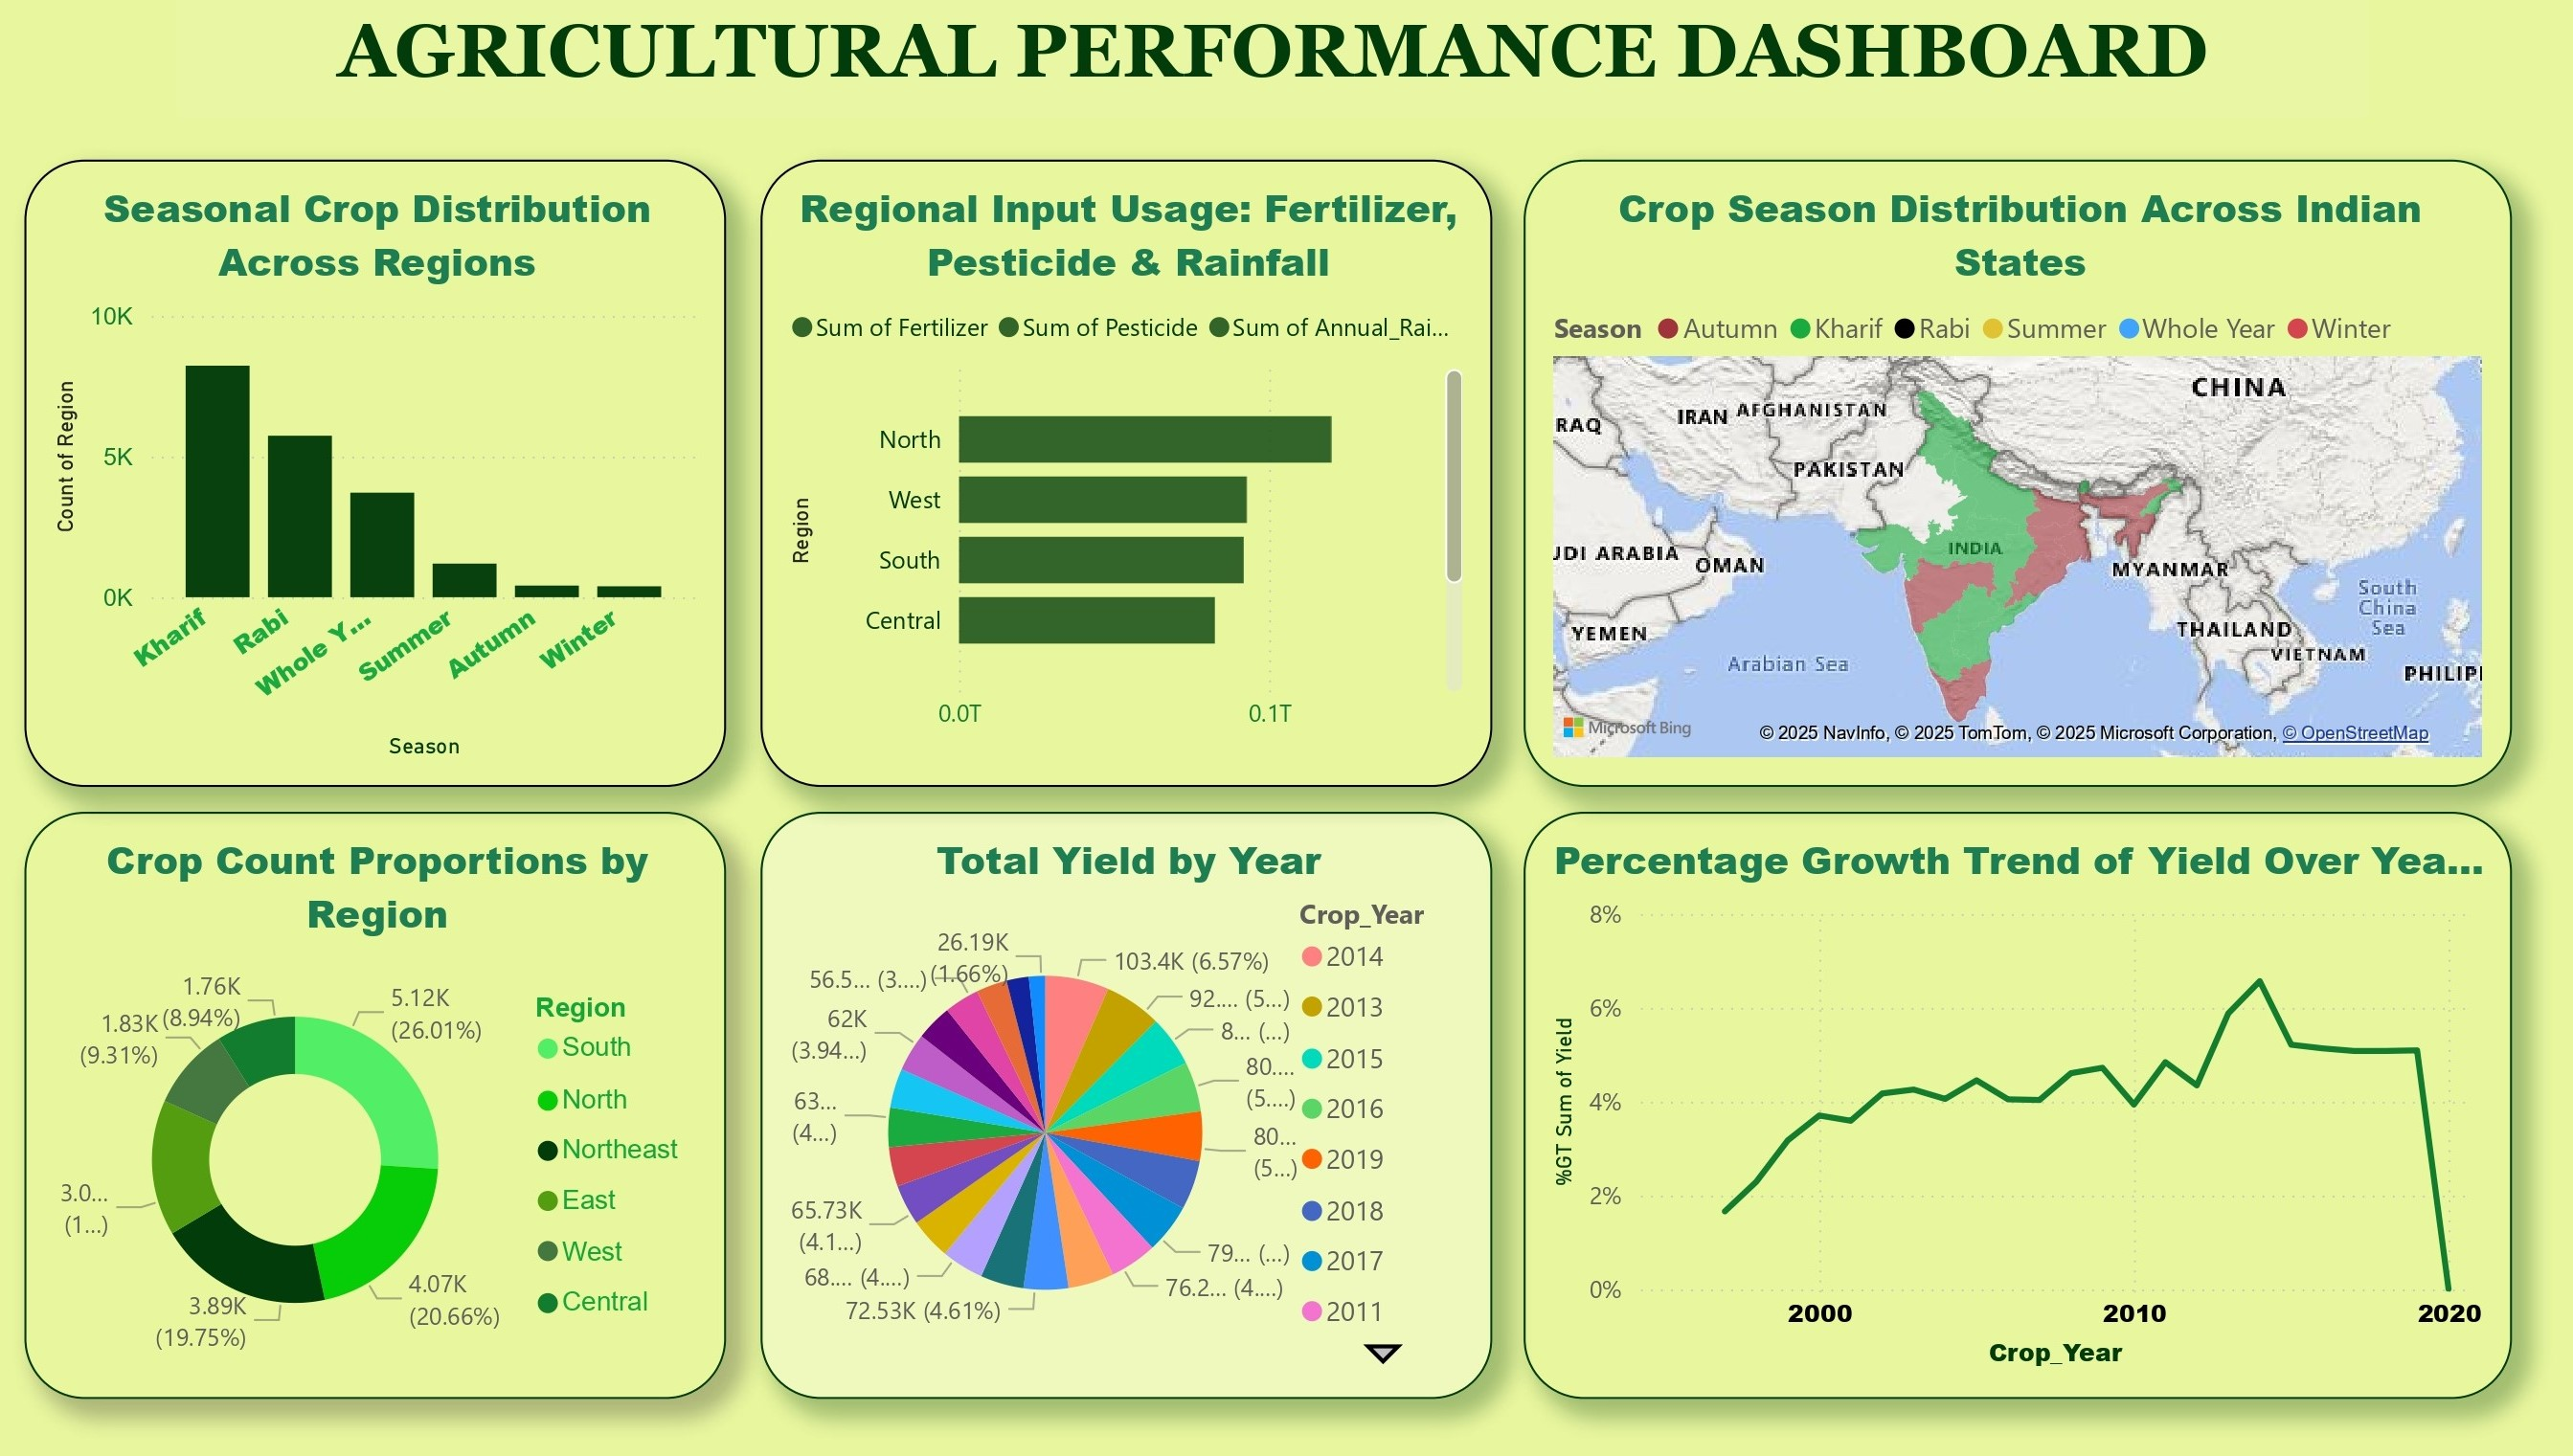 AGRICULTURAL PERFORMANCE DASHBOARD
Seasonal Crop Distribution
Across Regions
10K
5K
0K
Count of Region
Kharif
Rabi
Whole Y...
Summer
Autumn
Winter
Season
Regional Input Usage: Fertilizer,
Pesticide & Rainfall
Sum of Fertilizer
Sum of Pesticide
Sum of Annual_Rai...
Region
North
West
South
Central
0.0T
0.1T
Crop Season Distribution Across Indian
States
Season
Autumn
Kharif
Rabi
Summer
Whole Year
Winter
CHINA
RAQ
IRAN
AFGHANISTAN
PAKISTAN
UDI ARABIA
OMAN
INDIA
MYANMAR
YEMEN
Arabian Sea
THAILAND
VIETNAM
South
China
Sea
PHILIPI
Microsoft Bing
© 2025 NavInfo, © 2025 TomTom, © 2025 Microsoft Corporation, © OpenStreetMap
Crop Count Proportions by
Region
1.76K
(8.94%)
1.83K
(9.31%)
3.0...
(1...)
3.89K
(19.75%)
4.07K
(20.66%)
5.12K
(26.01%)
Region
South
North
Northeast
East
West
Central
Total Yield by Year
26.19K
(1.66%)
56.5... (3....)
62K
(3.94...)
63...
(4...)
65.73K
(4.1...)
68.... (4....)
72.53K (4.61%)
103.4K (6.57%)
92.... (5...)
8... (...)
80....
(5....)
80...
(5...)
79... (...)
76.2... (4....)
Crop_Year
2014
2013
2015
2016
2019
2018
2017
2011
Percentage Growth Trend of Yield Over Yea...
8%
6%
4%
2%
0%
%GT Sum of Yield
2000
2010
2020
Crop_Year